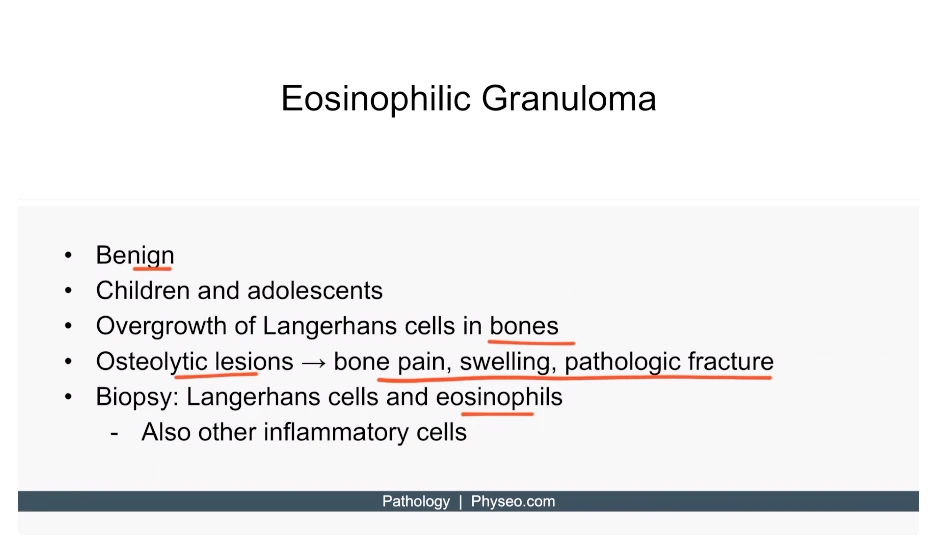 Eosinophilic Granuloma
• Benign
• Children and adolescents
• Overgrowth of Langerhans cells in bones
• Osteolytic lesions → bone pain, swelling, pathologic fracture
• Biopsy: Langerhans cells and eosinophils
- Also other inflammatory cells
Pathology | Physeo.com